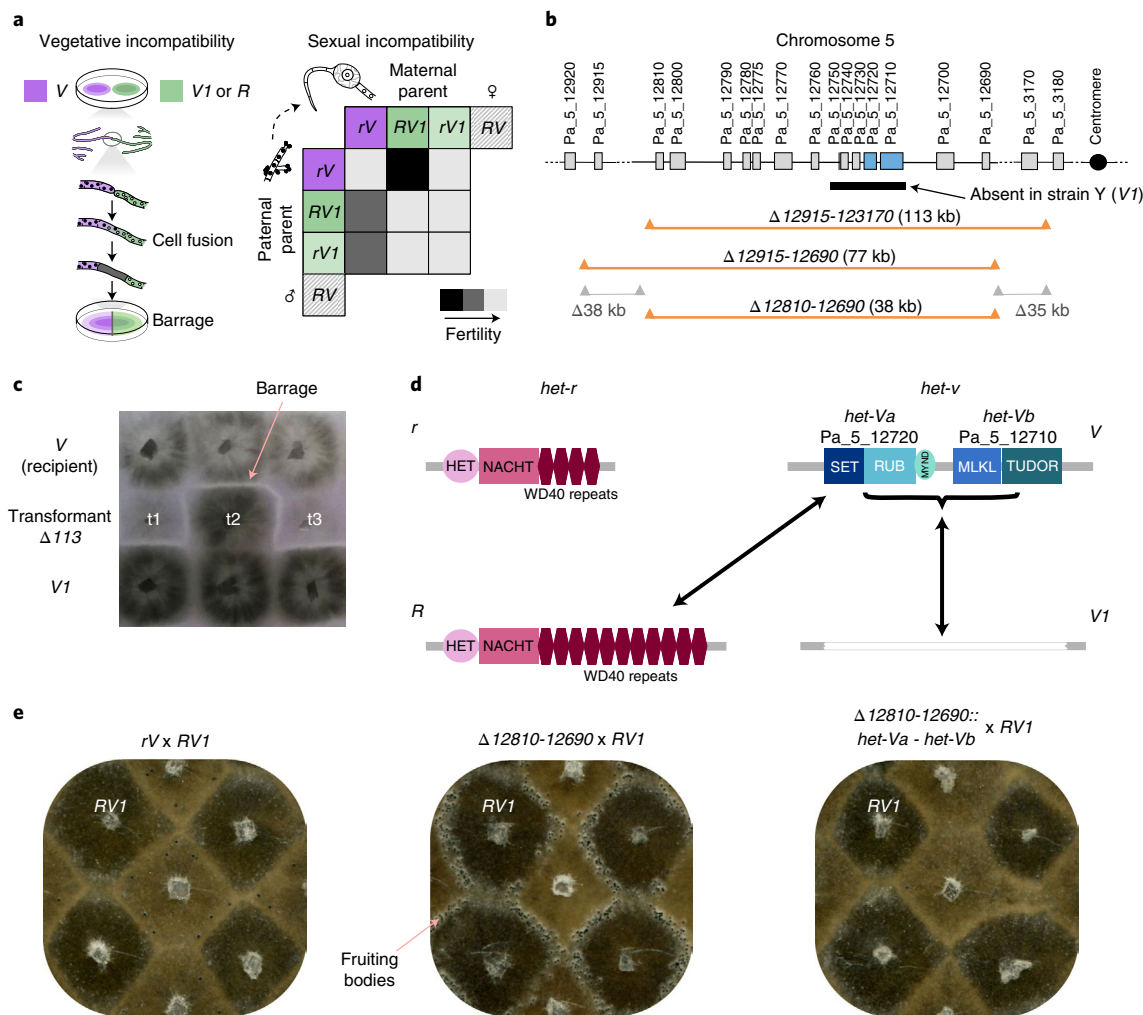 a
Vegetative incompatibility
V
V1 or R
Cell fusion
Barrage
Sexual incompatibility
Maternal
parent
♀
rV
RV1
rV1
RV
Paternal
parent
rV
RV1
rV1
♂
RV
Fertility
b
Chromosome 5
Pa_5_12920
Pa_5_12915
Pa_5_12810
Pa_5_12800
Pa_5_12790
Pa_5_12780
Pa_5_12775
Pa_5_12770
Pa_5_12760
Pa_5_12750
Pa_5_12740
Pa_5_12730
Pa_5_12720
Pa_5_12710
Pa_5_12700
Pa_5_12690
Pa_5_3170
Pa_5_3180
Centromere
Absent in strain Y (V1)
Δ12915-123170 (113 kb)
Δ12915-12690 (77 kb)
Δ38 kb
Δ12810-12690 (38 kb)
Δ35 kb
c
Barrage
V
(recipient)
Transformant
Δ113
t1
t2
t3
V1
d
het-r
het-v
r
HET
NACHT
WD40 repeats
het-Va
Pa_5_12720
het-Vb
Pa_5_12710
V
SET
RUB
MYND
MLKL
TUDOR
R
HET
NACHT
WD40 repeats
V1
e
rV x RV1
RV1
Δ12810-12690 x RV1
RV1
Fruiting
bodies
Δ12810-12690::
het-Va - het-Vb
x RV1
RV1